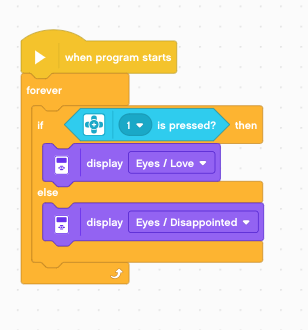 when program starts
forever
if 1 is pressed? then
display Eyes / Love
else
display Eyes / Disappointed